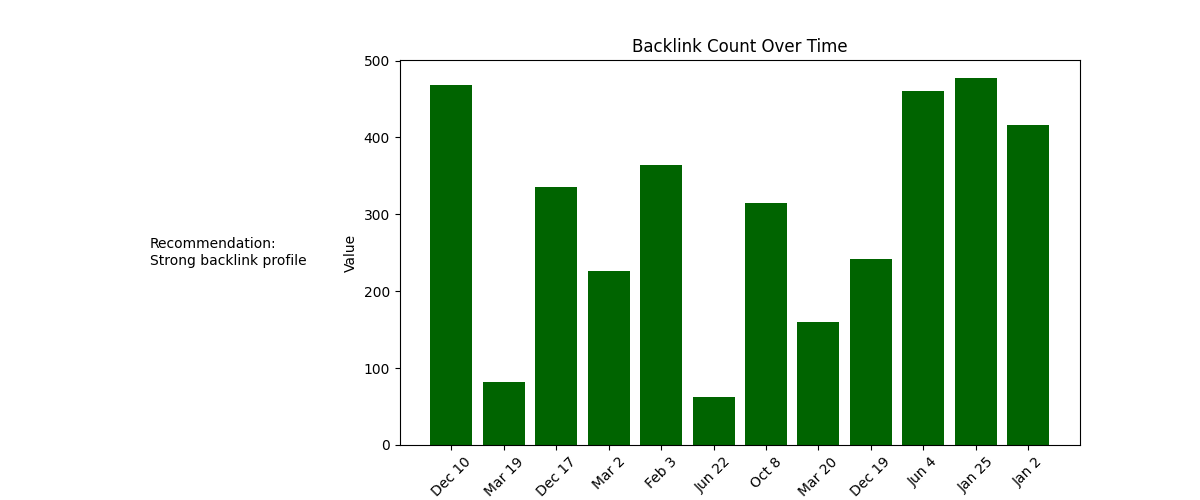 Backlink Count Over Time
Recommendation:
Strong backlink profile
Value
500
400
300
200
100
0
Dec 10
Mar 19
Dec 17
Mar 2
Feb 3
Jun 22
Oct 8
Mar 20
Dec 19
Jun 4
Jan 25
Jan 2